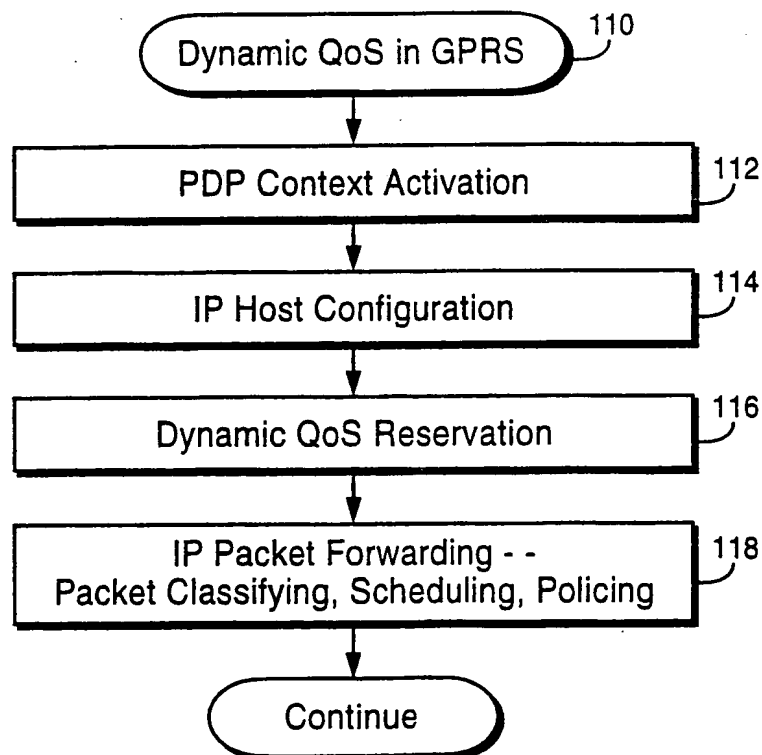 Dynamic QoS in GPRS
110
PDP Context Activation
112
IP Host Configuration
114
Dynamic QoS Reservation
116
IP Packet Forwarding - -
Packet Classifying, Scheduling, Policing
118
Continue